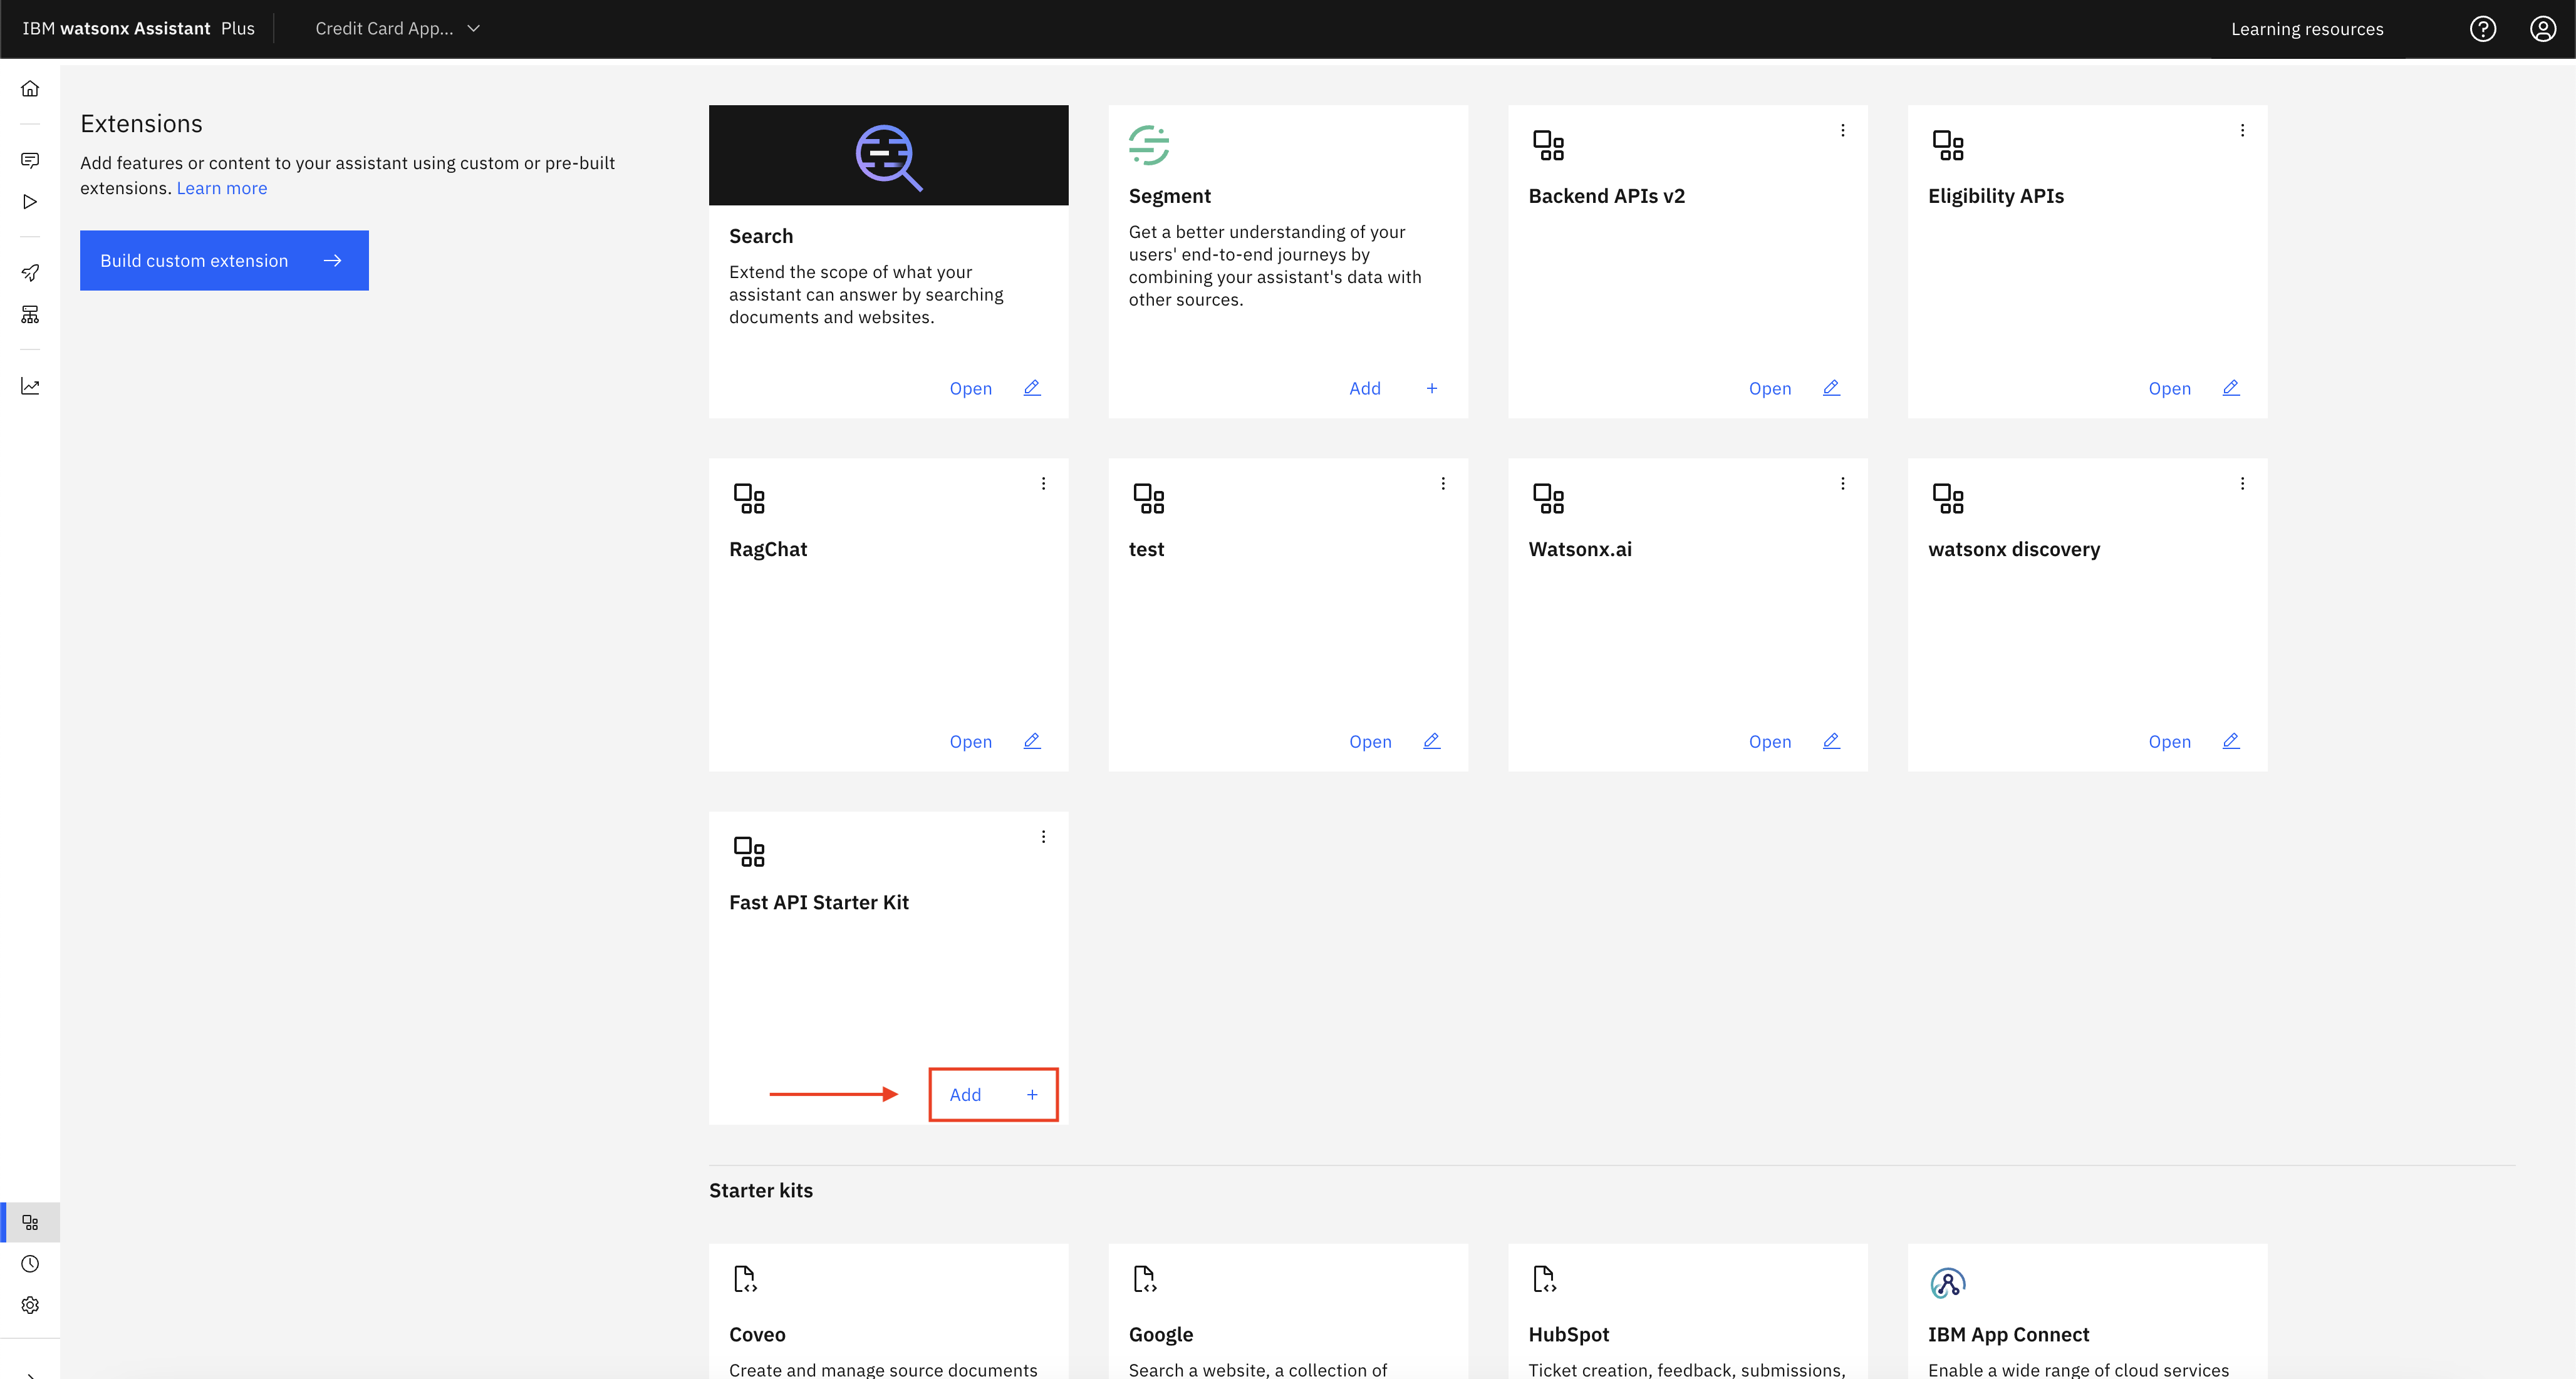 IBM watsonx Assistant Plus
Credit Card App...
Learning resources
Extensions
Add features or content to your assistant using custom or pre-built
extensions. Learn more
Build custom extension
Search
Extend the scope of what your
assistant can answer by searching
documents and websites.
Open
Segment
Get a better understanding of your
users' end-to-end journeys by
combining your assistant's data with
other sources.
Add +
Backend APIs v2
Open
Eligibility APIs
Open
RagChat
Open
test
Open
Watsonx.ai
Open
watsonx discovery
Open
Fast API Starter Kit
Add +
Starter kits
Coveo
Create and manage source documents
Google
Search a website, a collection of
HubSpot
Ticket creation, feedback, submissions,
IBM App Connect
Enable a wide range of cloud services